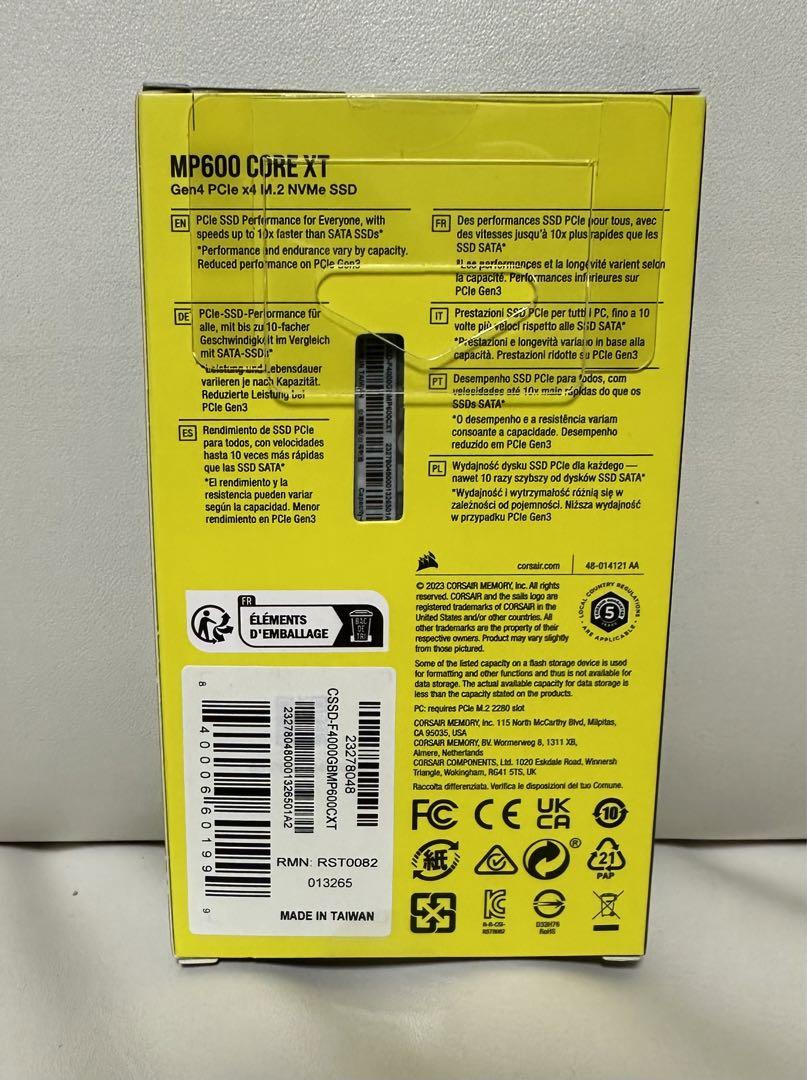 MP600 CORE XT
Gen4 PCIe x4 M.2 NVMe SSD
EN
PCIe SSD Performance for Everyone, with
speeds up to 10x faster than SATA SSDs*
*Performance and endurance vary by capacity.
Reduced performance on PCIe Gen3
DE
PCIe-SSD-Performance für
alle, mit bis zu 10-facher
Geschwindigkeit im Vergleich
mit SATA-SSDs*
*Leistung und Lebensdauer
variieren je nach Kapazität.
Reduzierte Leistung bei
PCIe Gen3
ES
Rendimiento de SSD PCIe
para todos, con velocidades
hasta 10 veces más rápidas
que las SSD SATA*
*El rendimiento y la
resistencia pueden variar
según la capacidad. Menor
rendimiento en PCIe Gen3
FR
Des performances SSD PCIe pour tous, avec
des vitesses jusqu'à 10x plus rapides que les
SSD SATA*
*Les performances et la longévité varient selon
la capacité. Performances inférieures sur
PCIe Gen3
IT
Prestazioni SSD PCIe per tutti i PC, fino a 10
volte più veloci rispetto alle SSD SATA*
*Prestazioni e longevità variano in base alla
capacità. Prestazioni ridotte su PCIe Gen3
PT
Desempenho SSD PCIe para todos, com
velocidades até 10x mais rápidas do que os
SSDs SATA*
*O desempenho e a resistência variam
consoante a capacidade. Desempenho
reduzido em PCIe Gen3
PL
Wydajność dysku SSD PCIe dla każdego —
nawet 10 razy szybszy od dysków SSD SATA*
*Wydajność i wytrzymałość różnią się w
zależności od pojemności. Niższa wydajność
w przypadku PCIe Gen3
Capacity
corsair.com
48-014121 AA
© 2023 CORSAIR MEMORY, Inc. All rights
reserved. CORSAIR and the sails logo are
registered trademarks of CORSAIR in the
United States and/or other countries. All
other trademarks are the property of their
respective owners. Product may vary slightly
from those pictured.
LOCAL COUNTRY REGULATIONS
5
ARE APPLICABLE
Some of the listed capacity on a flash storage device is used
for formatting and other functions and thus is not available for
data storage. The actual available capacity for data storage is
less than the capacity stated on the products.
PC: requires PCIe M.2 2280 slot
CORSAIR MEMORY, Inc. 115 North McCarthy Blvd, Milpitas,
CA 95035, USA
CORSAIR MEMORY, BV. Wormerweg 8, 1311 XB,
Almere, Netherlands
CORSAIR COMPONENTS, Ltd. 1020 Eskdale Road, Winnersh
Triangle, Wokingham, RG41 5TS, UK
Raccolta differenziata. Verifica le disposizioni del tuo Comune.
FR
ÉLÉMENTS
D'EMBALLAGE
BAC
DE
TRI
CSSD-F4000GBMP600CXT
23278048
2327804800013265​01A2
8 40006 60199 9
RMN: RST0082
013265
MADE IN TAIWAN
FC
CE
UK
CA
10
紙
®
21
PAP
R-R-CSI-
RST0082
D33H76
RoHS